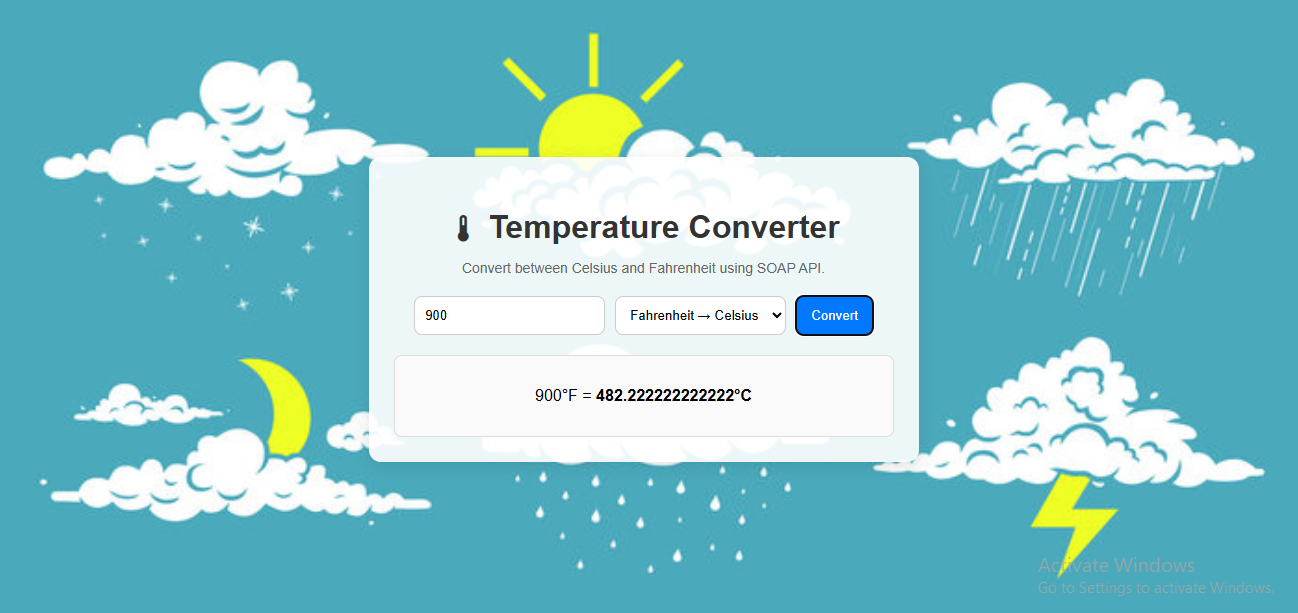 Temperature Converter
Convert between Celsius and Fahrenheit using SOAP API.
900 Fahrenheit → Celsius Convert
900°F = 482.222222222222°C
Activate Windows
Go to Settings to activate Windows.